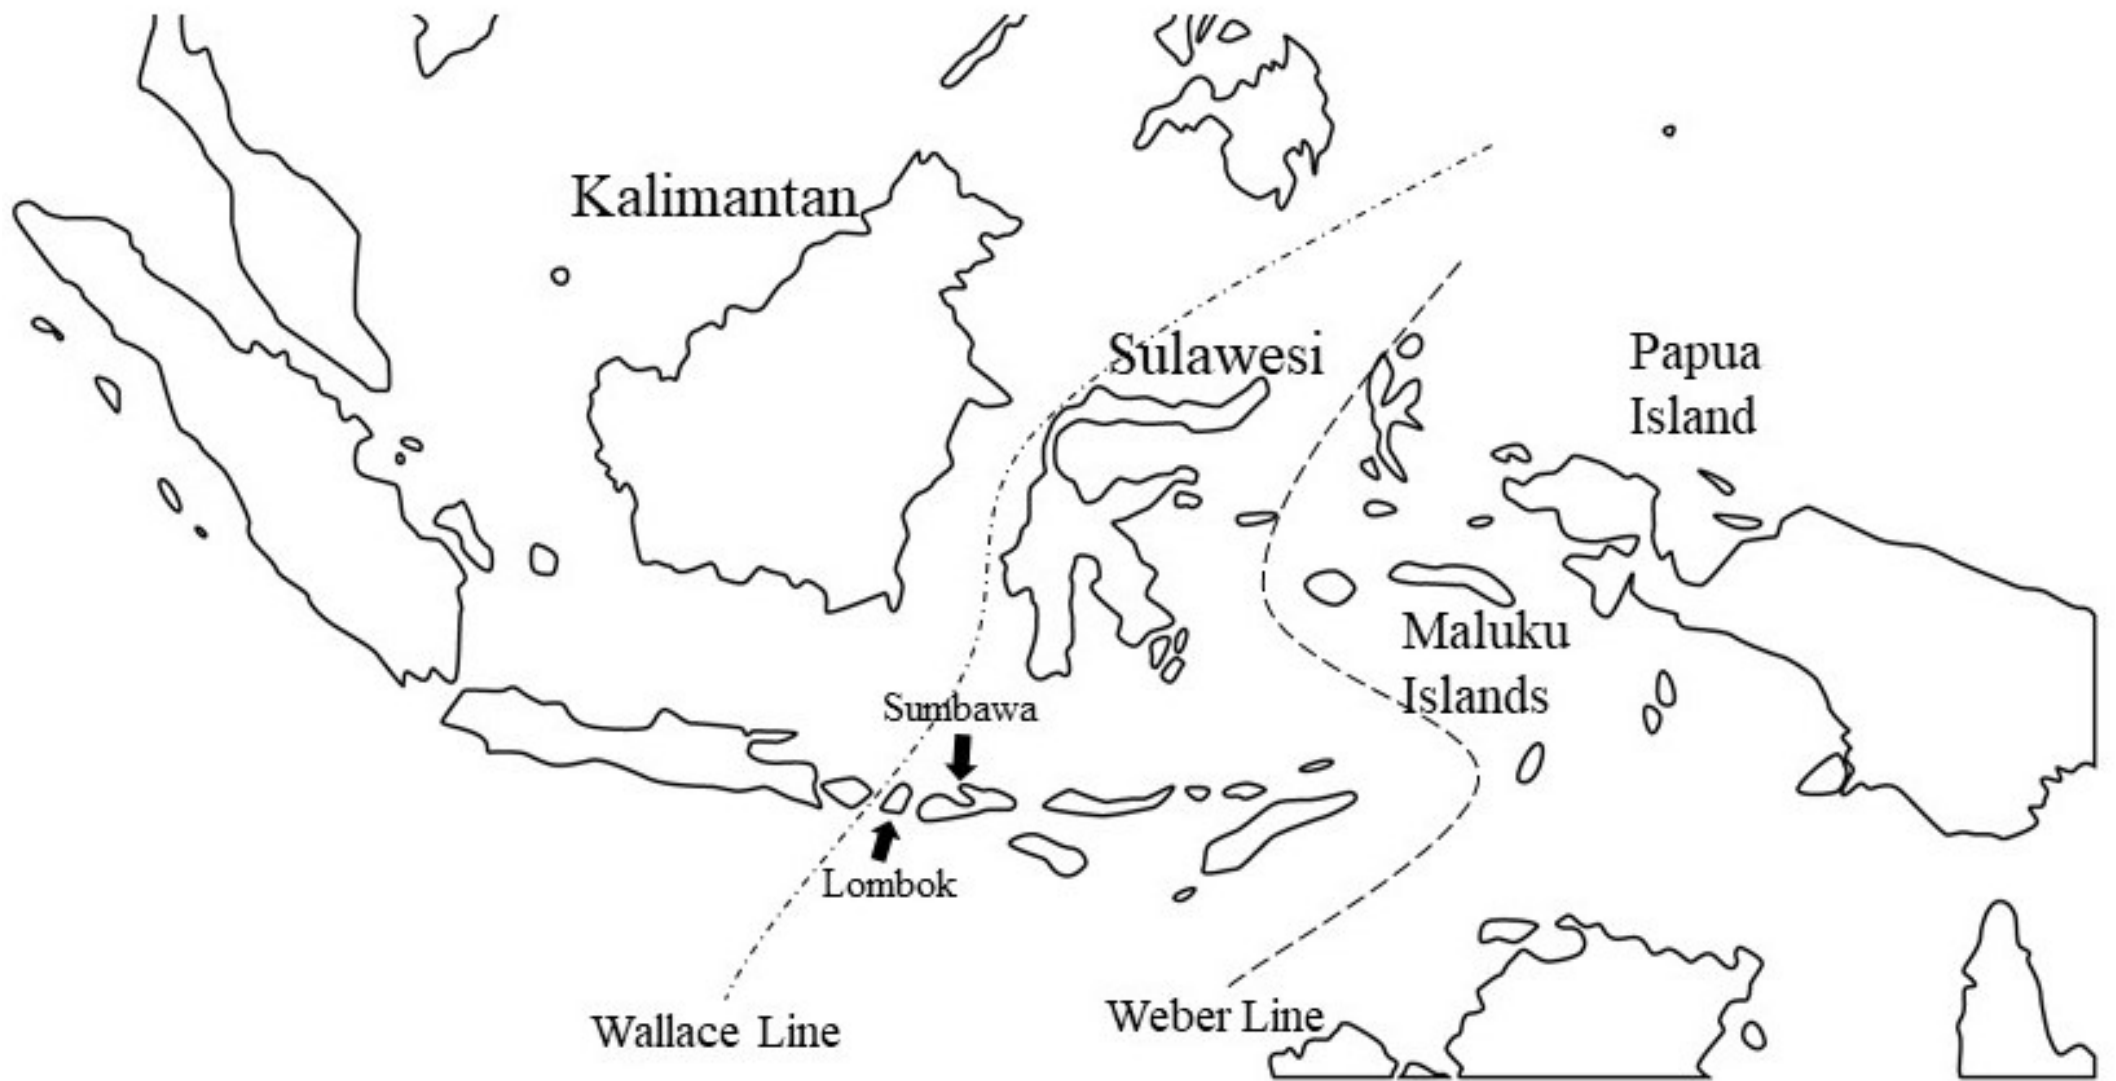 Kalimantan
Sulawesi
Papua
Island
Maluku
Islands
Sumbawa
Lombok
Wallace Line
Weber Line